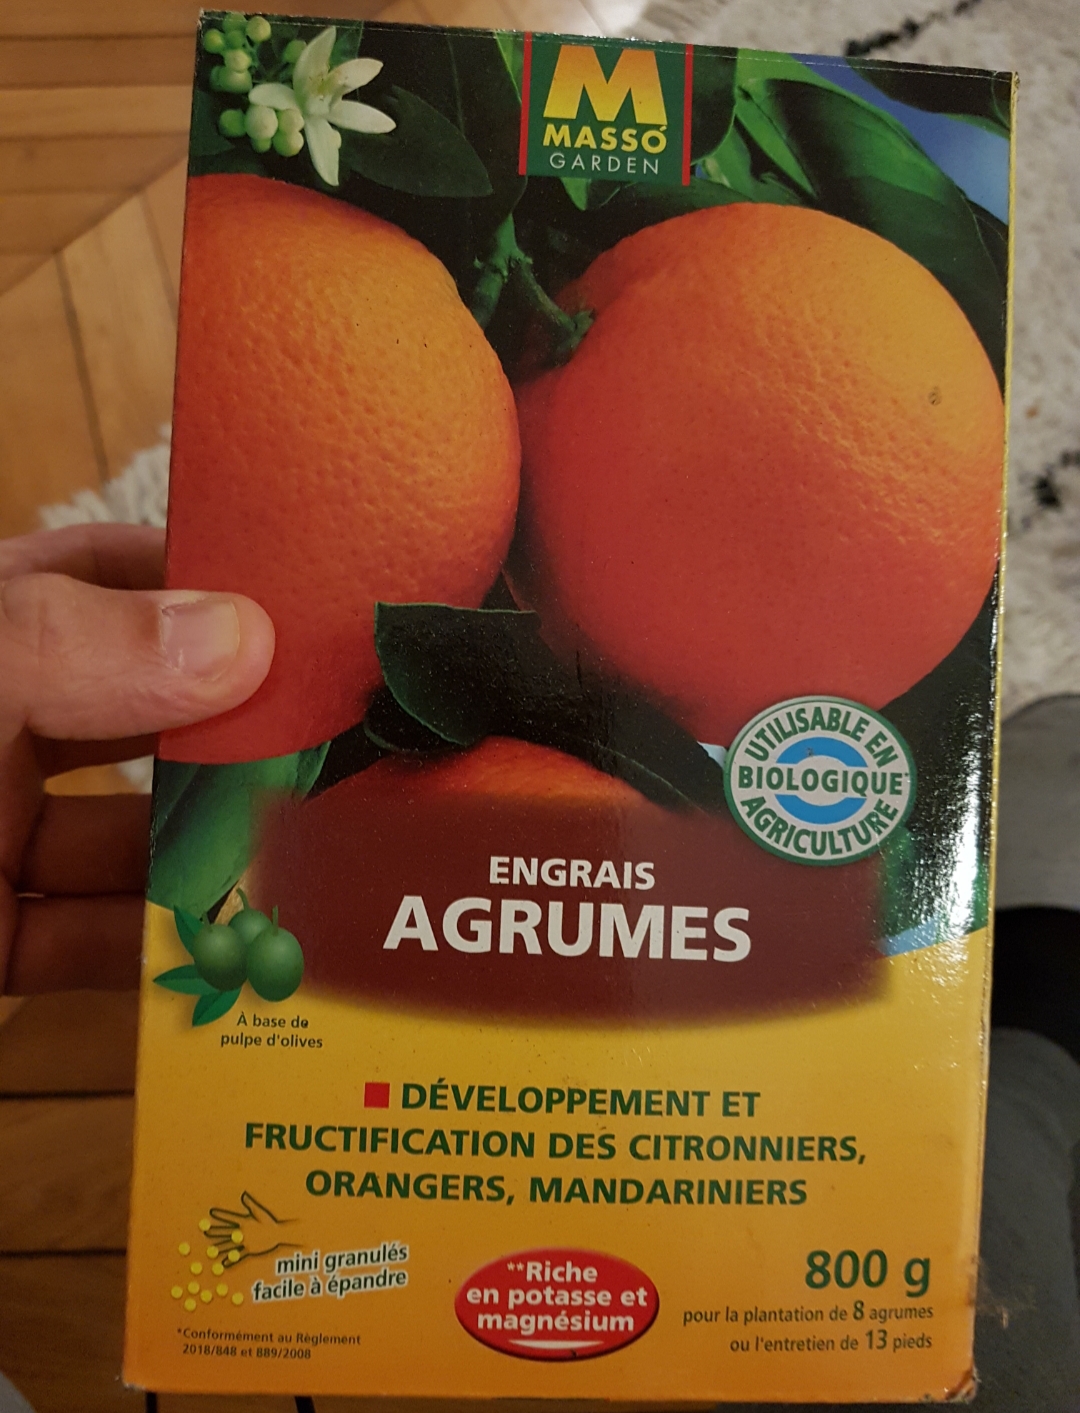 M
MASSÓ
GARDEN
UTILISABLE EN
BIOLOGIQUE*
AGRICULTURE
ENGRAIS
AGRUMES
À base de
pulpe d'olives
DÉVELOPPEMENT ET
FRUCTIFICATION DES CITRONNIERS,
ORANGERS, MANDARINIERS
mini granulés
facile à épandre
**Riche
en potasse et
magnésium
800 g
pour la plantation de 8 agrumes
ou l'entretien de 13 pieds
*Conformément au Règlement
2018/848 et 889/2008